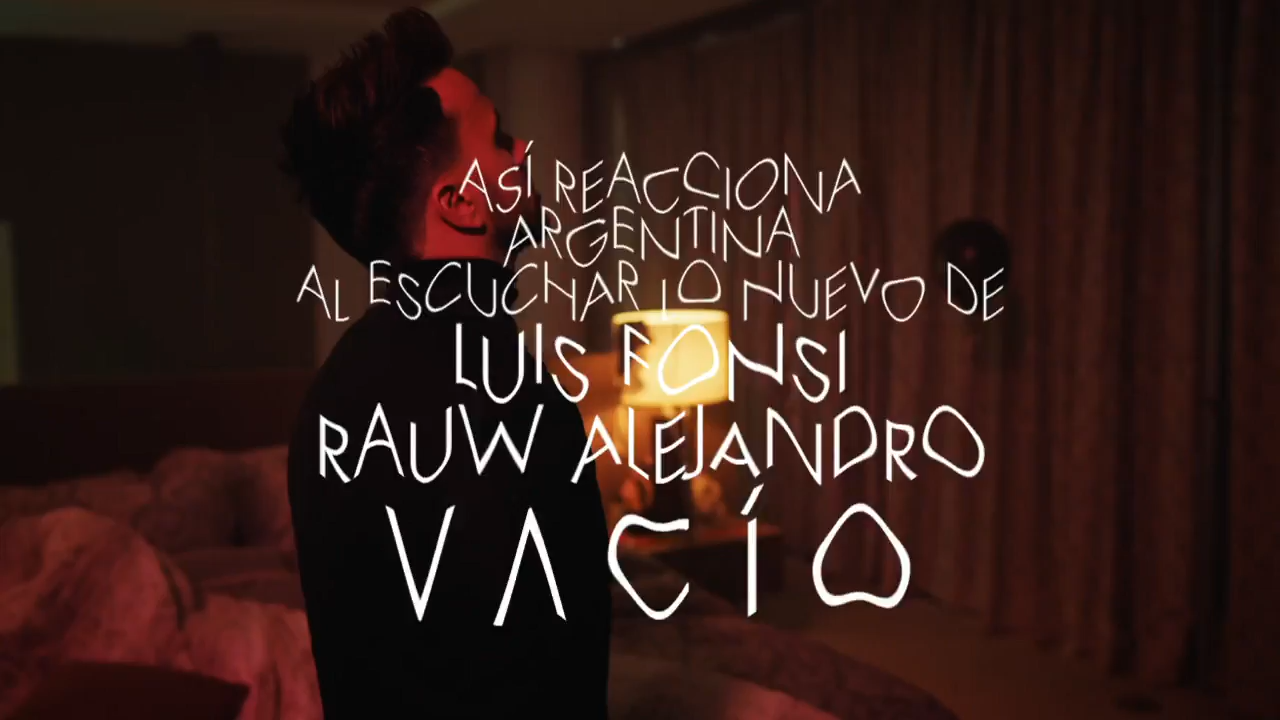 ASÍ REACCIONA
ARGENTINA
AL ESCUCHAR LO NUEVO DE
LUIS FONSI
RAUW ALEJANDRO
VACÍO